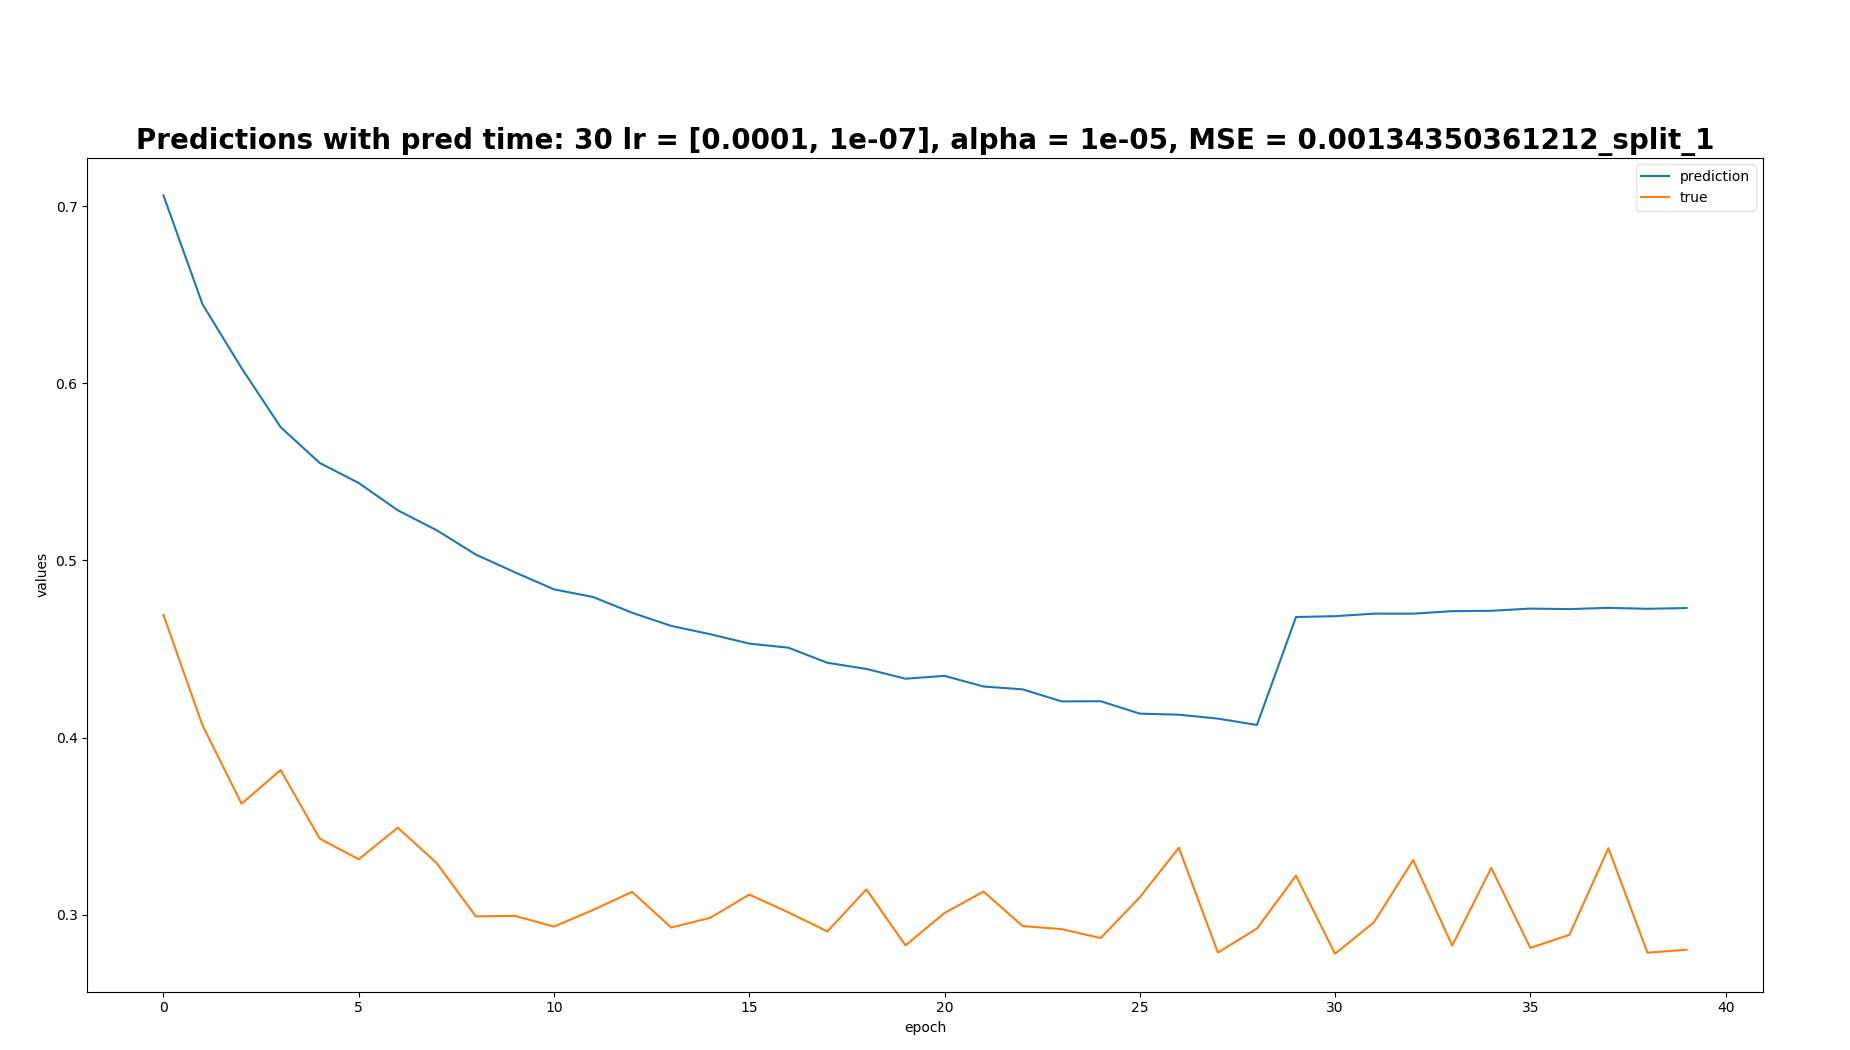 Predictions with pred time: 30 lr = [0.0001, 1e-07], alpha = 1e-05, MSE = 0.00134350361212_split_1
prediction
true
values
0.7
0.6
0.5
0.4
0.3
0 5 10 15 20 25 30 35 40
epoch